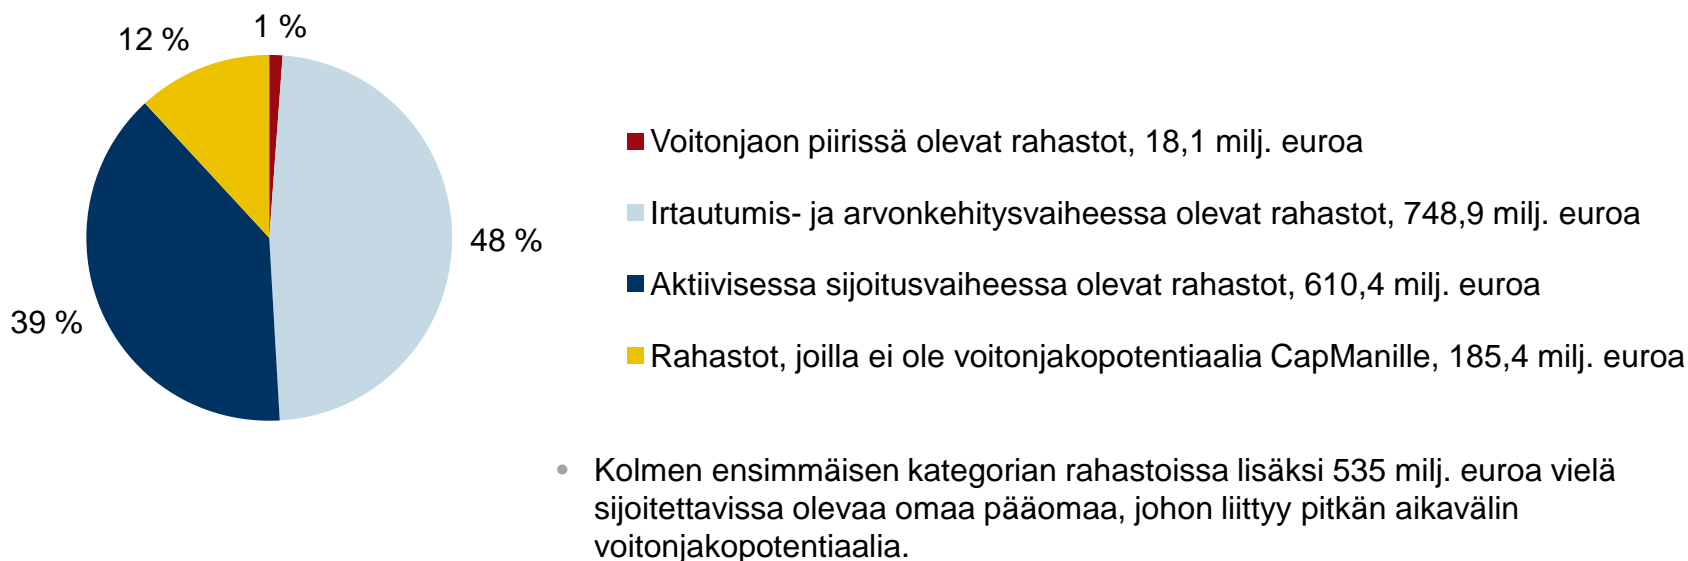 1 %
12 %
48 %
39 %
Voitonjaon piirissä olevat rahastot, 18,1 milj. euroa
Irtautumis- ja arvonkehitysvaiheessa olevat rahastot, 748,9 milj. euroa
Aktiivisessa sijoitusvaiheessa olevat rahastot, 610,4 milj. euroa
Rahastot, joilla ei ole voitonjakopotentiaalia CapManille, 185,4 milj. euroa
• Kolmen ensimmäisen kategorian rahastoissa lisäksi 535 milj. euroa vielä
sijoitettavissa olevaa omaa pääomaa, johon liittyy pitkän aikavälin
voitonjakopotentiaalia.